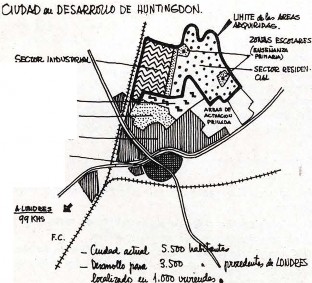 CIUDAD en DESARROLLO DE HUNTINGDON.
LIMITE de las AREAS
ADQUIRIDAS.
ZONAS ESCOLARES
(ENSEÑANZA
PRIMARIA)
SECTOR INDUSTRIAL
SECTOR RESIDEN-
CIAL
AREAS DE
ACTUACION
PRIVADA
A LONDRES
99 KMS
F.C.
– Ciudad actual 5.500 habitantes
– Desarrollo para 3.500 " procedentes de LONDRES
localizado en 1.000 viviendas.